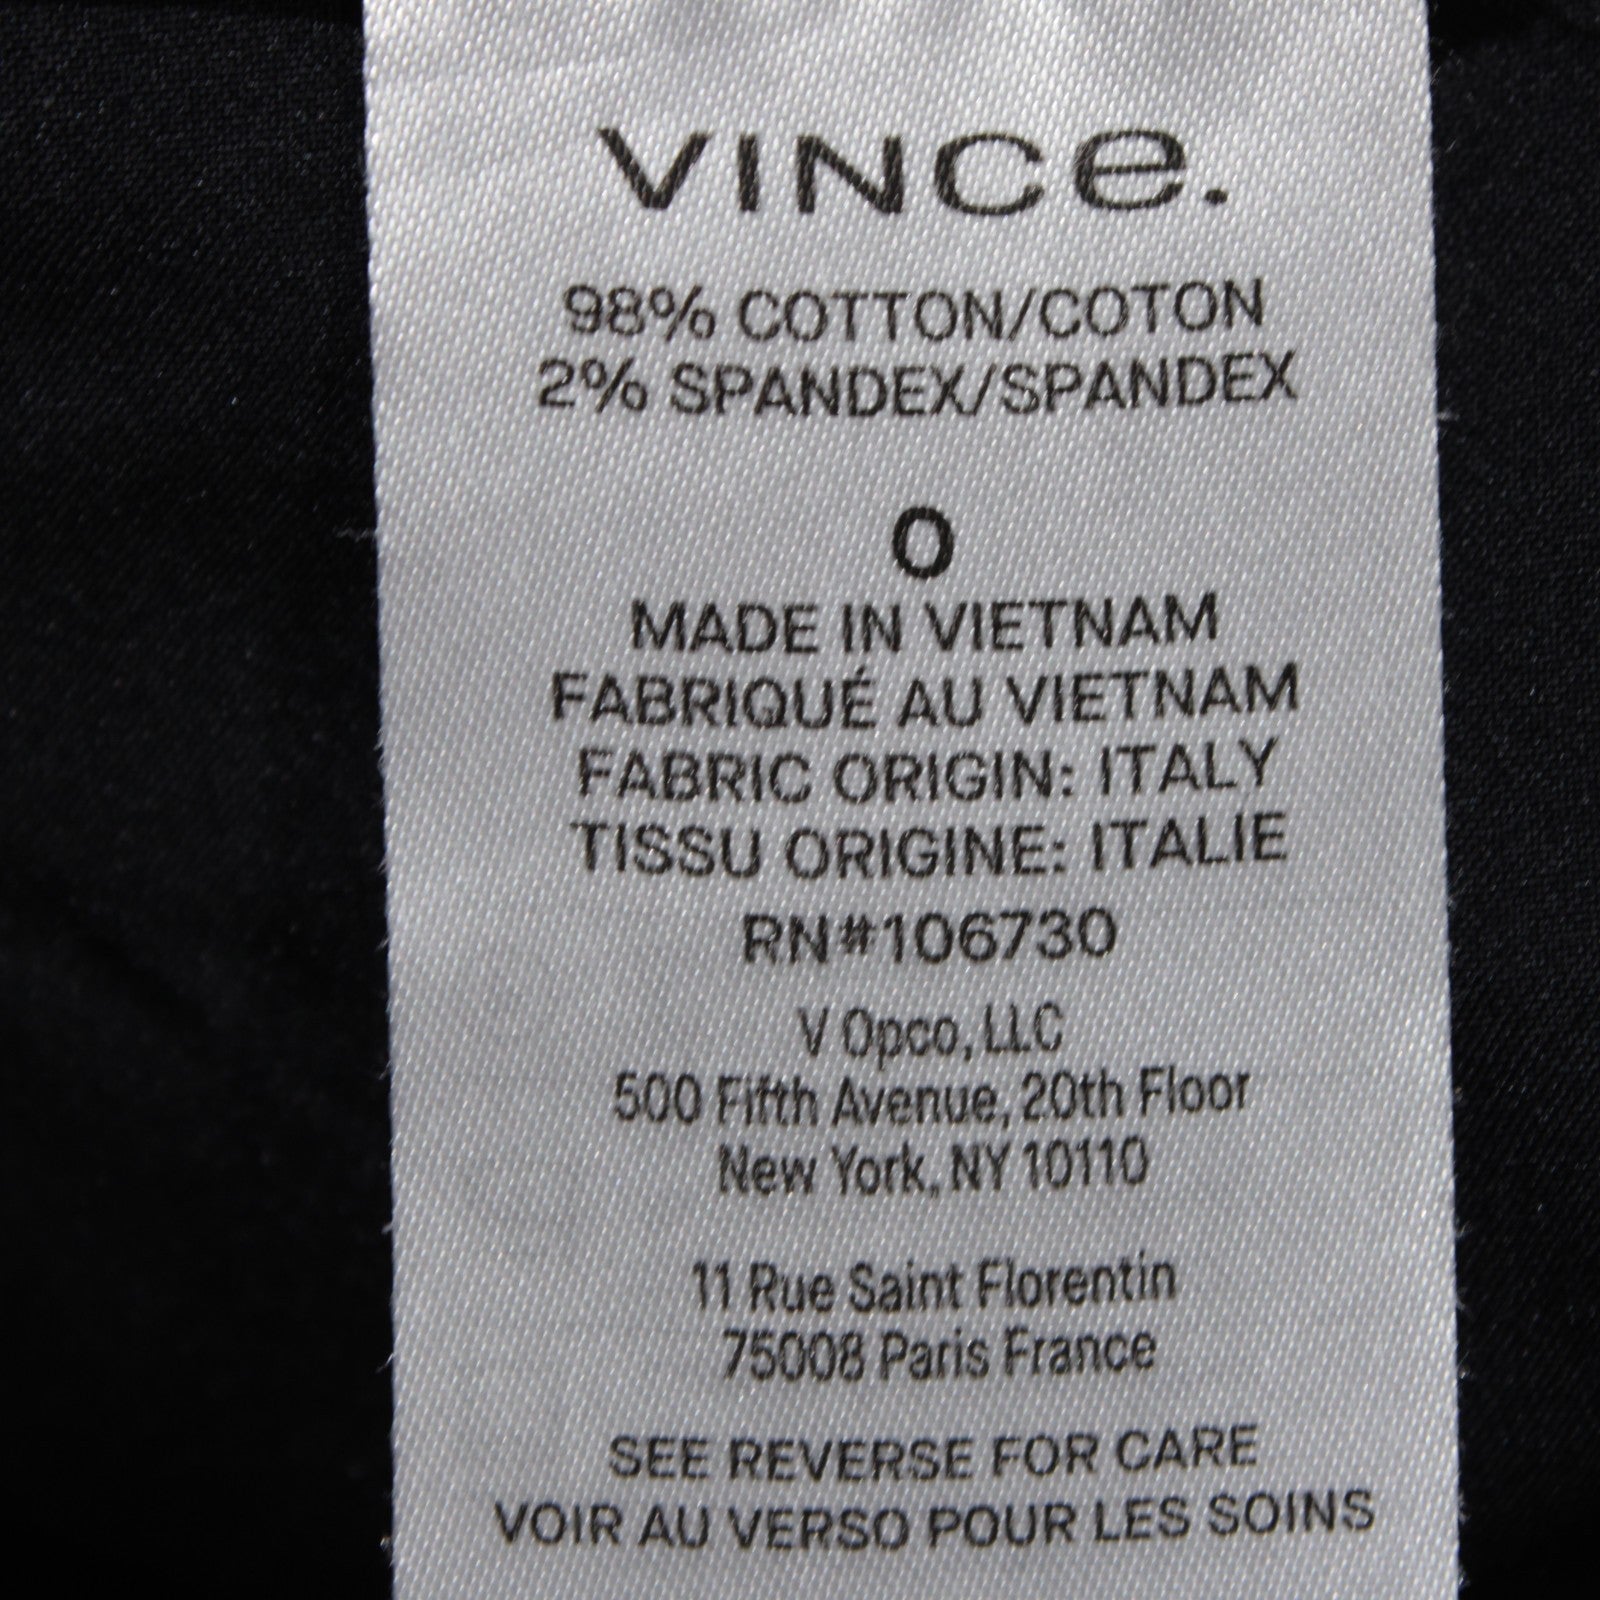 VINCe.
98% COTTON/COTON
2% SPANDEX/SPANDEX
0
MADE IN VIETNAM
FABRIQUÉ AU VIETNAM
FABRIC ORIGIN: ITALY
TISSU ORIGINE: ITALIE
RN#106730
V Opco, LLC
500 Fifth Avenue, 20th Floor
New York, NY 10110
11 Rue Saint Florentin
75008 Paris France
SEE REVERSE FOR CARE
VOIR AU VERSO POUR LES SOINS